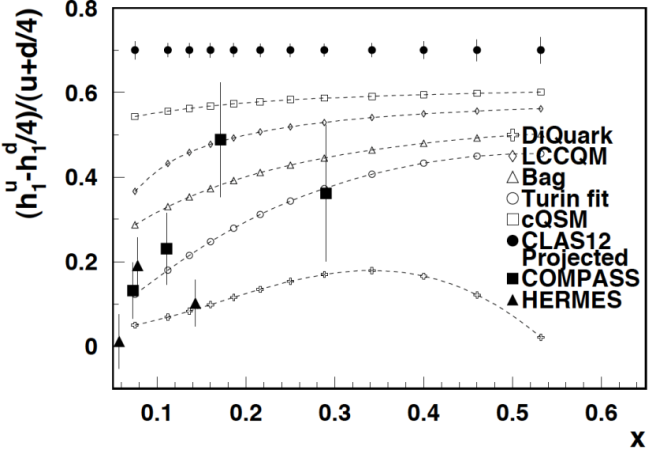 0.8
0.6
0.4
0.2
0
(h₁ᵘ-h₁ᵈ/4)/(u+d/4)
DiQuark
LCCQM
Bag
Turin fit
cQSM
CLAS12
Projected
COMPASS
HERMES
0.1 0.2 0.3 0.4 0.5 0.6
x